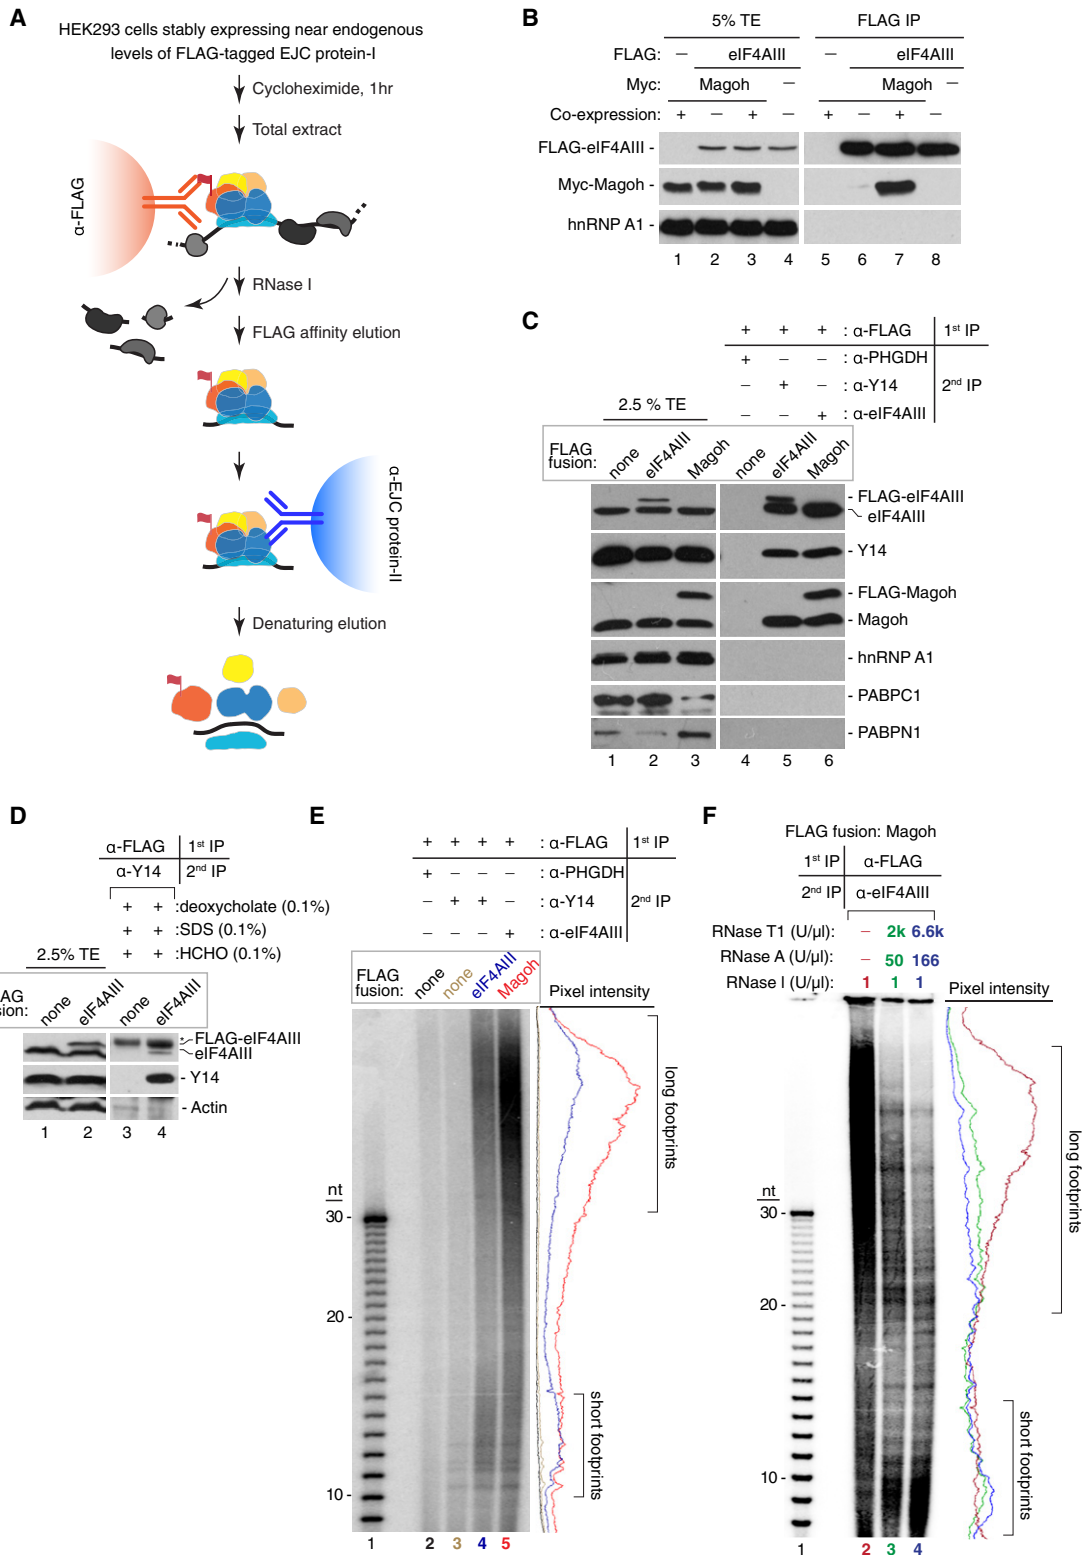 A
HEK293 cells stably expressing near endogenous
levels of FLAG-tagged EJC protein-I
Cycloheximide, 1hr
Total extract
α-FLAG
RNase I
FLAG affinity elution
α-EJC protein-II
Denaturing elution
B
5% TE FLAG IP
FLAG: – eIF4AIII – eIF4AIII
Myc: Magoh – Magoh –
Co-expression: + – + – + – + –
FLAG-eIF4AIII -
Myc-Magoh -
hnRNP A1 -
1 2 3 4 5 6 7 8
C
+ + + : α-FLAG 1st IP
+ – – : α-PHGDH
– + – : α-Y14 2nd IP
– – + : α-eIF4AIII
2.5 % TE
FLAG
fusion: none eIF4AIII Magoh none eIF4AIII Magoh
- FLAG-eIF4AIII
eIF4AIII
- Y14
- FLAG-Magoh
- Magoh
- hnRNP A1
- PABPC1
- PABPN1
1 2 3 4 5 6
D
α-FLAG 1st IP
α-Y14 2nd IP
+ + :deoxycholate (0.1%)
+ + :SDS (0.1%)
+ + :HCHO (0.1%)
2.5% TE
AG
sion: none eIF4AIII none eIF4AIII
* FLAG-eIF4AIII
eIF4AIII
- Y14
- Actin
1 2 3 4
E
+ + + + : α-FLAG 1st IP
+ – – – : α-PHGDH
– + + – : α-Y14 2nd IP
– – – + : α-eIF4AIII
FLAG
fusion: none none eIF4AIII Magoh
Pixel intensity
long footprints
nt
30 -
20 -
short footprints
10 -
1 2 3 4 5
F
FLAG fusion: Magoh
1st IP α-FLAG
2nd IP α-eIF4AIII
RNase T1 (U/µl): – 2k 6.6k
RNase A (U/µl): – 50 166
RNase I (U/µl): 1 1 1
Pixel intensity
long footprints
nt
30 -
20 -
short footprints
10 -
1 2 3 4